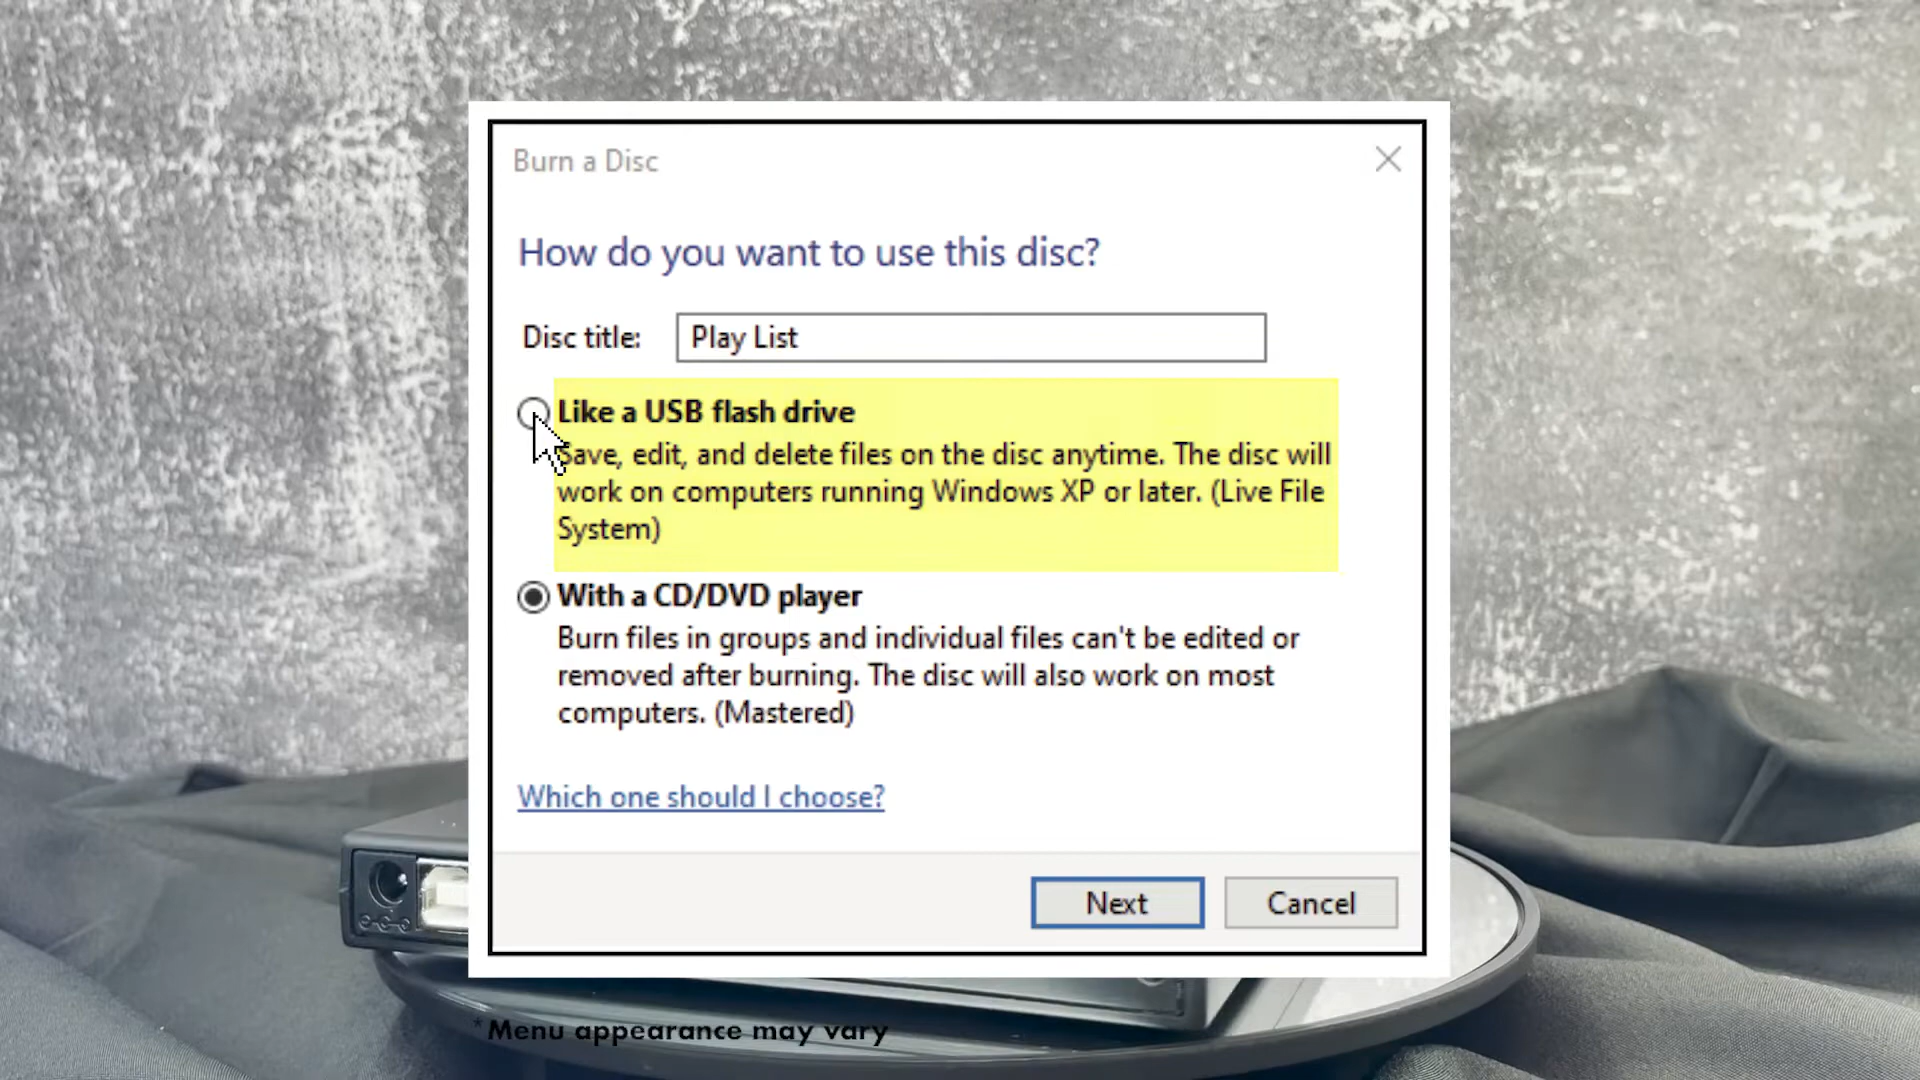 Burn a Disc
How do you want to use this disc?
Disc title: Play List
Like a USB flash drive
Save, edit, and delete files on the disc anytime. The disc will
work on computers running Windows XP or later. (Live File
System)
With a CD/DVD player
Burn files in groups and individual files can't be edited or
removed after burning. The disc will also work on most
computers. (Mastered)
Which one should I choose?
Next Cancel
*Menu appearance may vary